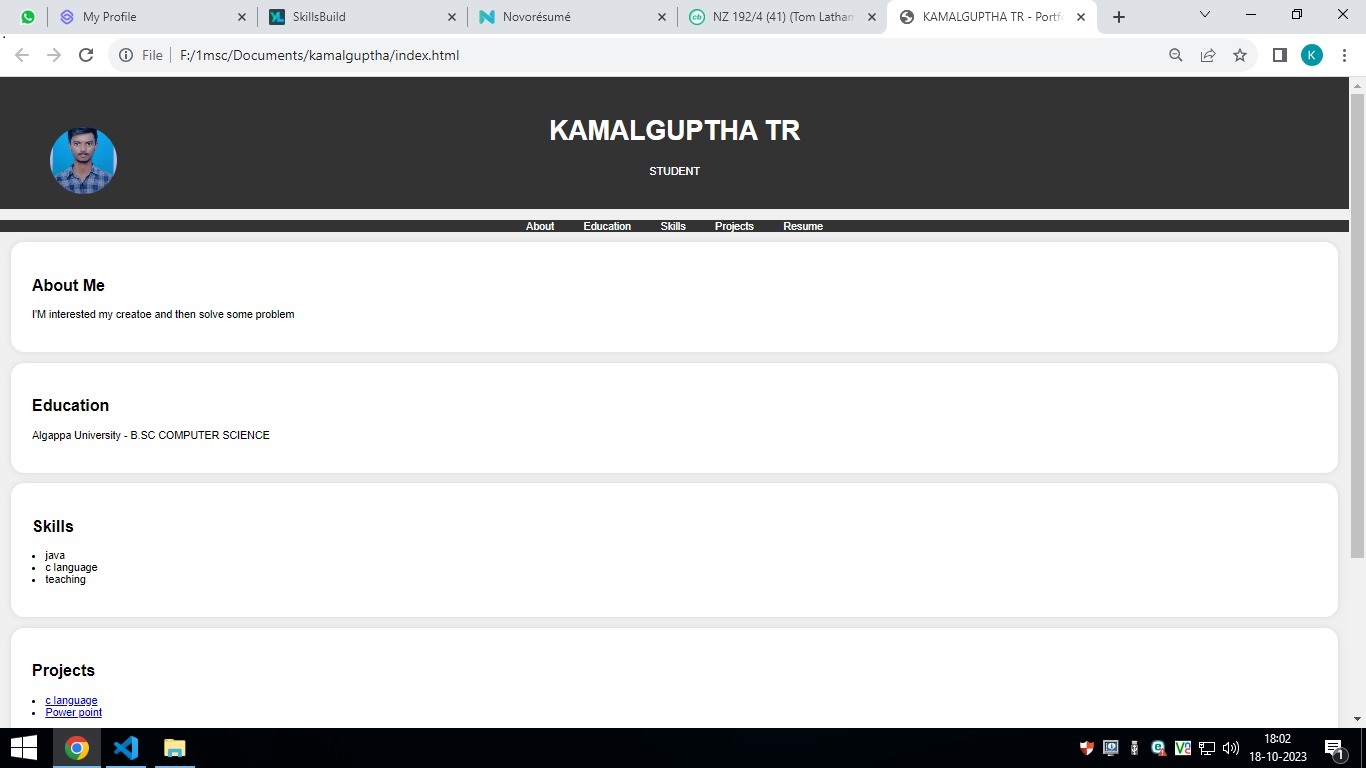 My Profile
SkillsBuild
Novorésumé
NZ 192/4 (41) (Tom Latham
KAMALGUPTHA TR - Portf
File
F:/1msc/Documents/kamalguptha/index.html
K
KAMALGUPTHA TR
STUDENT
About Education Skills Projects Resume
About Me
I'M interested my creatoe and then solve some problem
Education
Algappa University - B.SC COMPUTER SCIENCE
Skills
java
c language
teaching
Projects
c language
Power point
18:02
18-10-2023
1